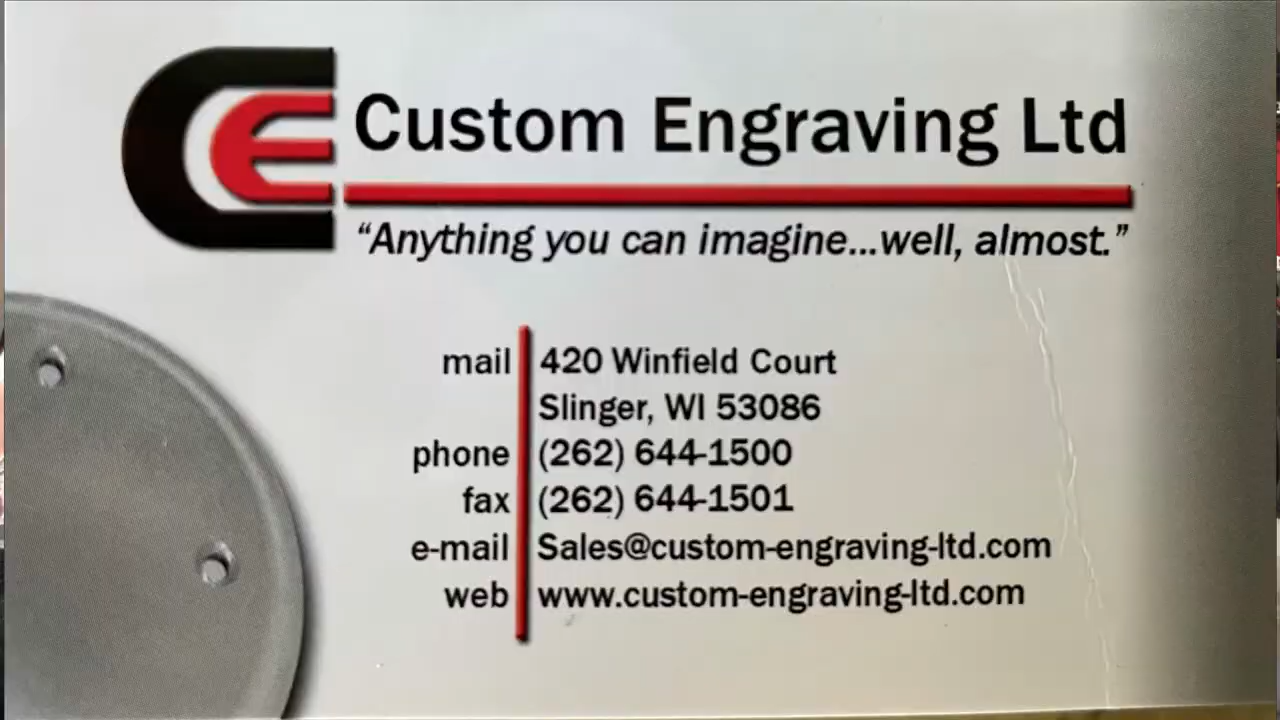 CE
Custom Engraving Ltd
“Anything you can imagine...well, almost.”
mail 420 Winfield Court
Slinger, WI 53086
phone (262) 644-1500
fax (262) 644-1501
e-mail Sales@custom-engraving-ltd.com
web www.custom-engraving-ltd.com